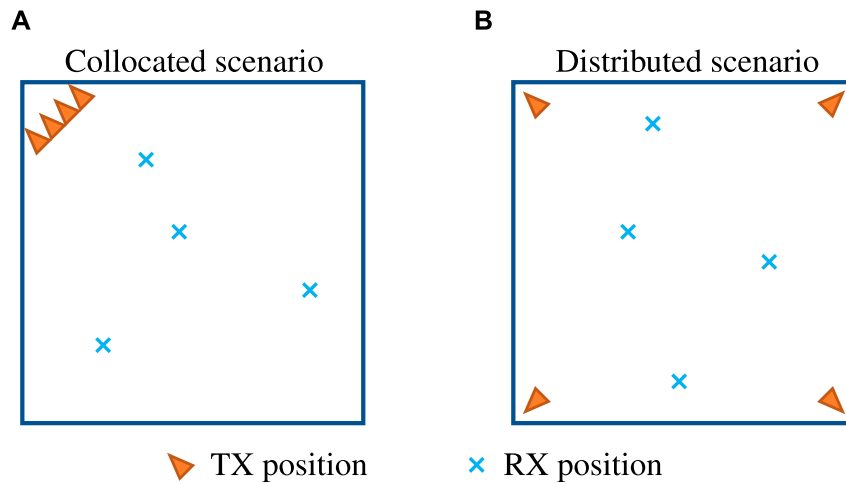 A
B
Collocated scenario
Distributed scenario
TX position
RX position